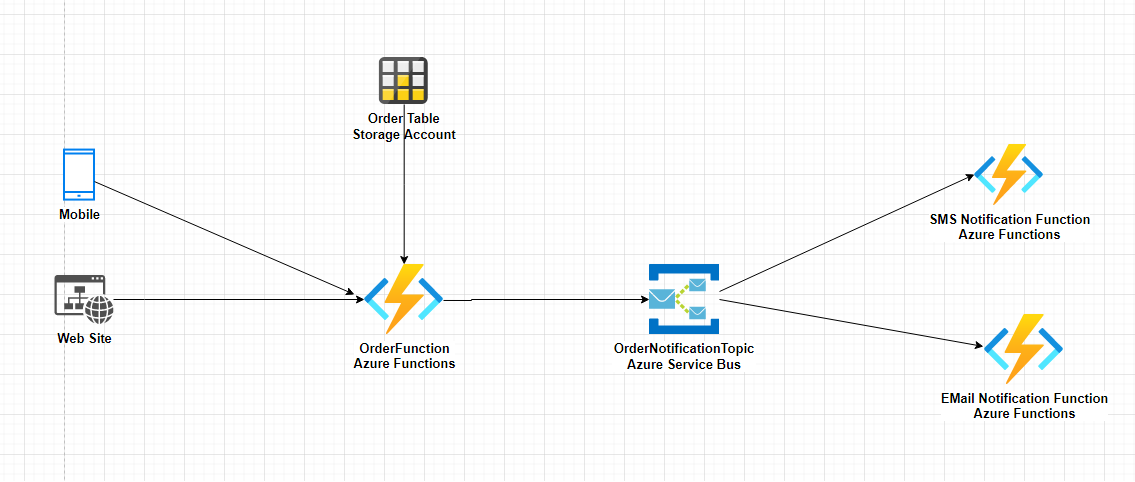 Order Table
Storage Account
Mobile
Web Site
OrderFunction
Azure Functions
OrderNotificationTopic
Azure Service Bus
SMS Notification Function
Azure Functions
EMail Notification Function
Azure Functions